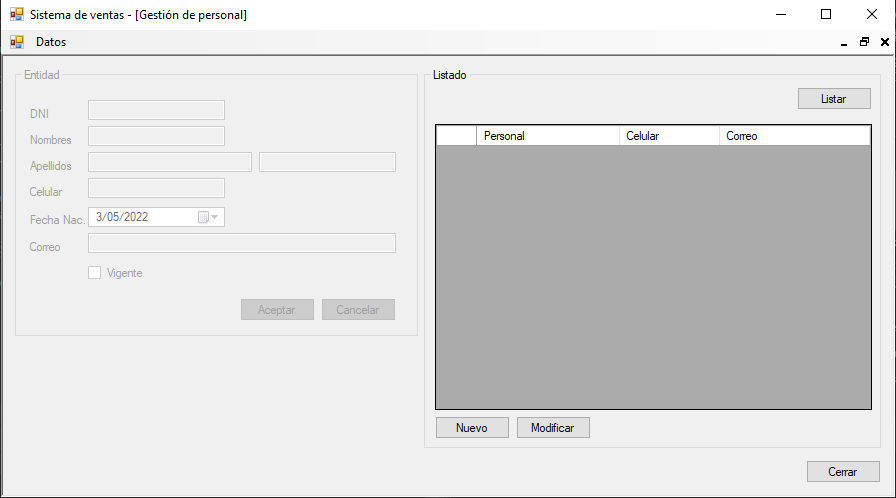 Sistema de ventas - [Gestión de personal]
Datos
Entidad
DNI
Nombres
Apellidos
Celular
Fecha Nac. 3/05/2022
Correo
Vigente
Aceptar Cancelar
Listado
Listar
Personal Celular Correo
Nuevo Modificar
Cerrar